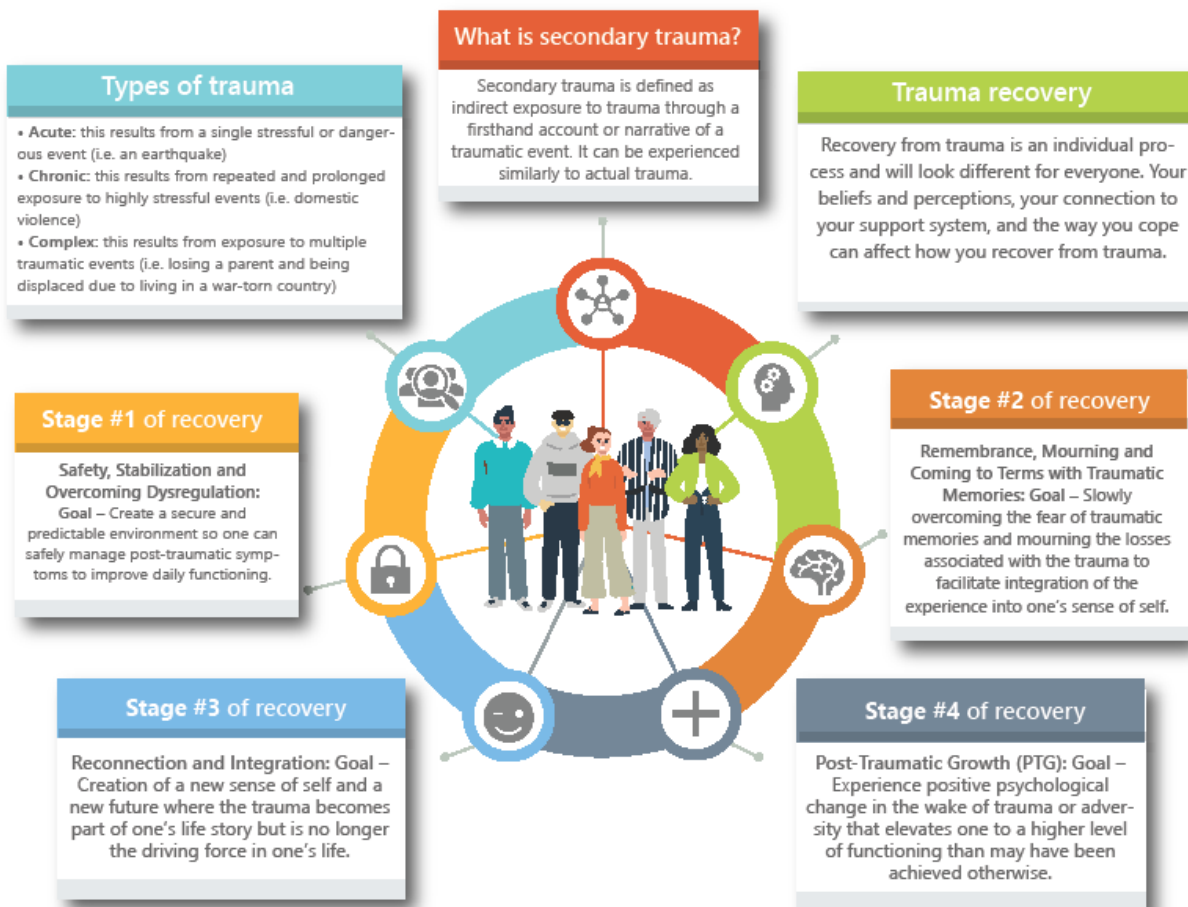 What is secondary trauma?
Secondary trauma is defined as
indirect exposure to trauma through a
firsthand account or narrative of a
traumatic event. It can be experienced
similarly to actual trauma.
Types of trauma
• Acute: this results from a single stressful or danger-
ous event (i.e. an earthquake)
• Chronic: this results from repeated and prolonged
exposure to highly stressful events (i.e. domestic
violence)
• Complex: this results from exposure to multiple
traumatic events (i.e. losing a parent and being
displaced due to living in a war-torn country)
Trauma recovery
Recovery from trauma is an individual pro-
cess and will look different for everyone. Your
beliefs and perceptions, your connection to
your support system, and the way you cope
can affect how you recover from trauma.
Stage #1 of recovery
Safety, Stabilization and
Overcoming Dysregulation:
Goal – Create a secure and
predictable environment so one can
safely manage post-traumatic symp-
toms to improve daily functioning.
Stage #2 of recovery
Remembrance, Mourning and
Coming to Terms with Traumatic
Memories: Goal – Slowly
overcoming the fear of traumatic
memories and mourning the losses
associated with the trauma to
facilitate integration of the
experience into one's sense of self.
Stage #3 of recovery
Reconnection and Integration: Goal –
Creation of a new sense of self and a
new future where the trauma becomes
part of one's life story but is no longer
the driving force in one's life.
Stage #4 of recovery
Post-Traumatic Growth (PTG): Goal –
Experience positive psychological
change in the wake of trauma or adver-
sity that elevates one to a higher level
of functioning than may have been
achieved otherwise.